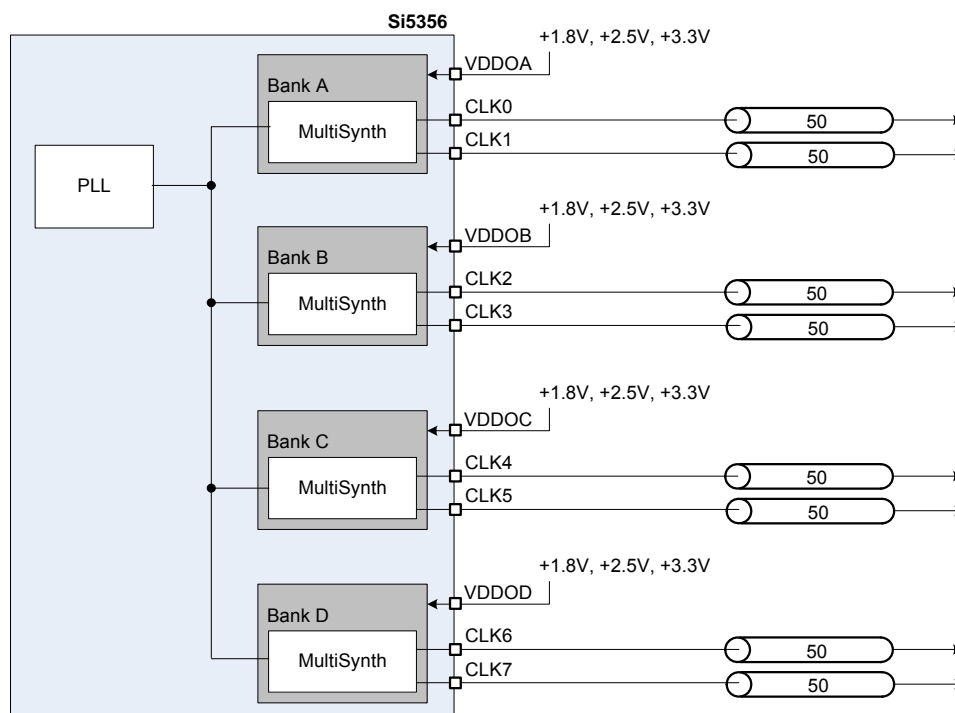 Si5356
+1.8V, +2.5V, +3.3V
VDDOA
Bank A
CLK0
50
MultiSynth
CLK1
50
PLL
+1.8V, +2.5V, +3.3V
VDDOB
Bank B
CLK2
50
MultiSynth
CLK3
50
+1.8V, +2.5V, +3.3V
VDDOC
Bank C
CLK4
50
MultiSynth
CLK5
50
+1.8V, +2.5V, +3.3V
VDDOD
Bank D
CLK6
50
MultiSynth
CLK7
50